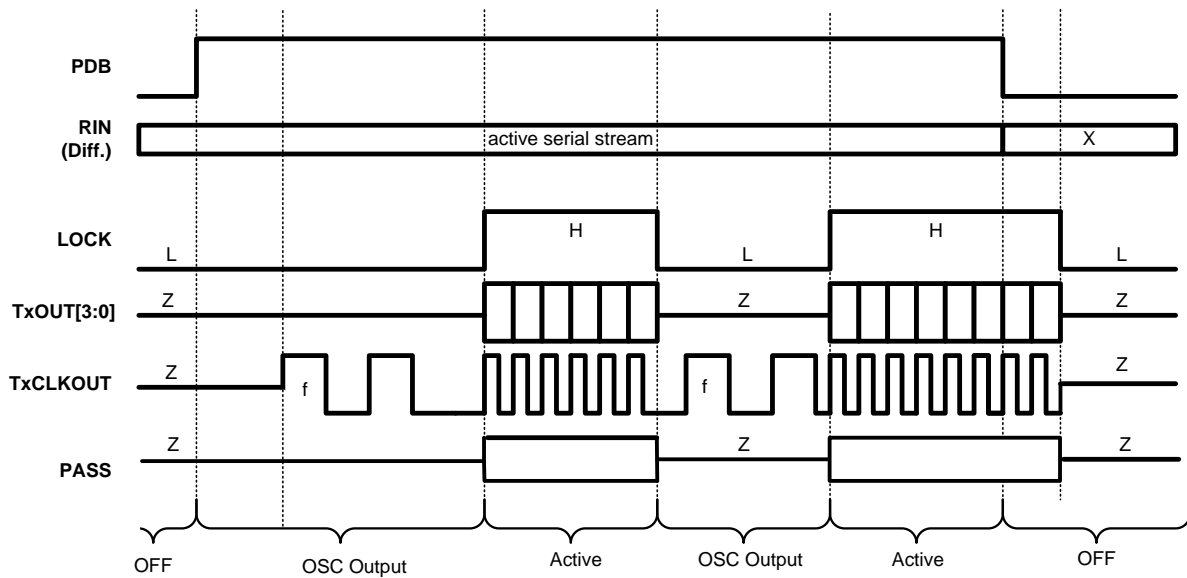 PDB
RIN
(Diff.)
active serial stream
X
LOCK
L
H
L
H
L
TxOUT[3:0]
Z
Z
Z
TxCLKOUT
Z
f
f
Z
PASS
Z
Z
Z
OFF
OSC Output
Active
OSC Output
Active
OFF